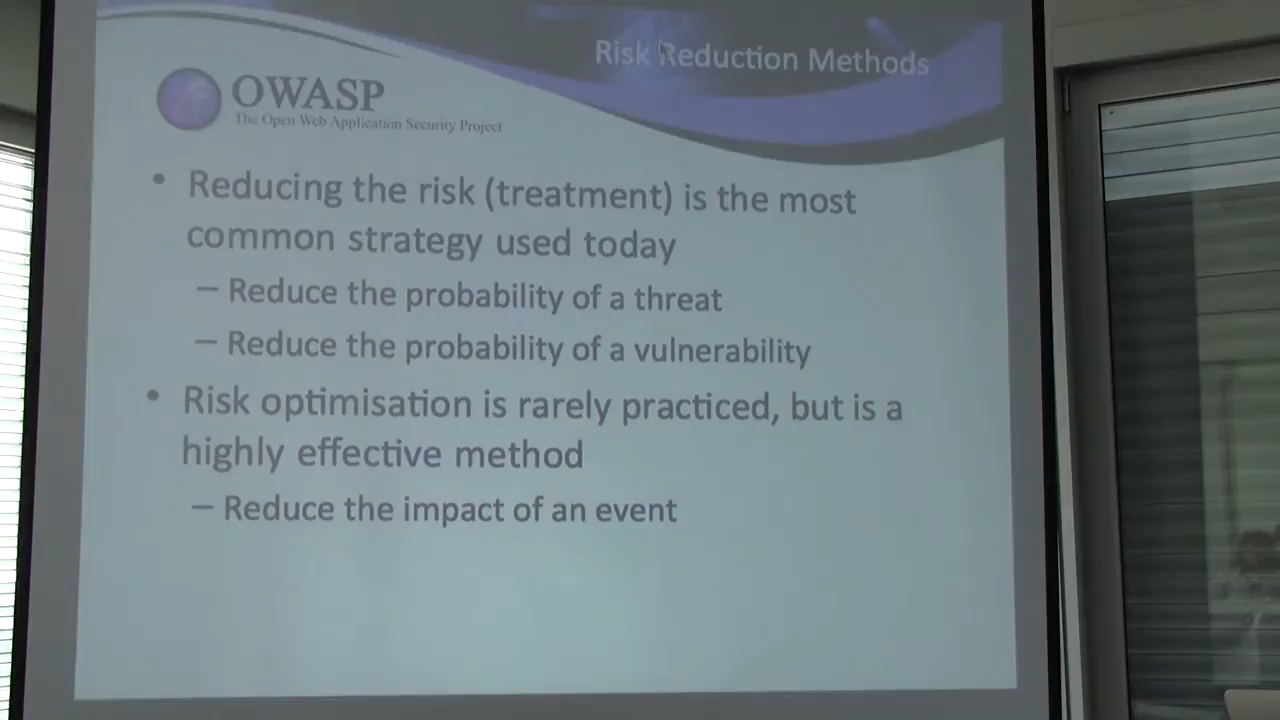 Risk Reduction Methods
OWASP
The Open Web Application Security Project
• Reducing the risk (treatment) is the most
common strategy used today
– Reduce the probability of a threat
– Reduce the probability of a vulnerability
• Risk optimisation is rarely practiced, but is a
highly effective method
– Reduce the impact of an event